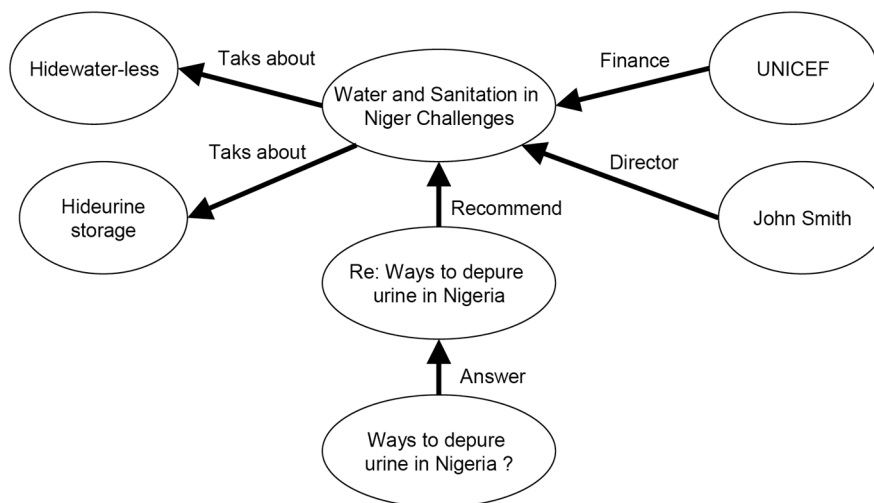 Hidewater-less
Taks about
Water and Sanitation in
Niger Challenges
Finance
UNICEF
Taks about
Hideurine
storage
Director
John Smith
Recommend
Re: Ways to depure
urine in Nigeria
Answer
Ways to depure
urine in Nigeria ?